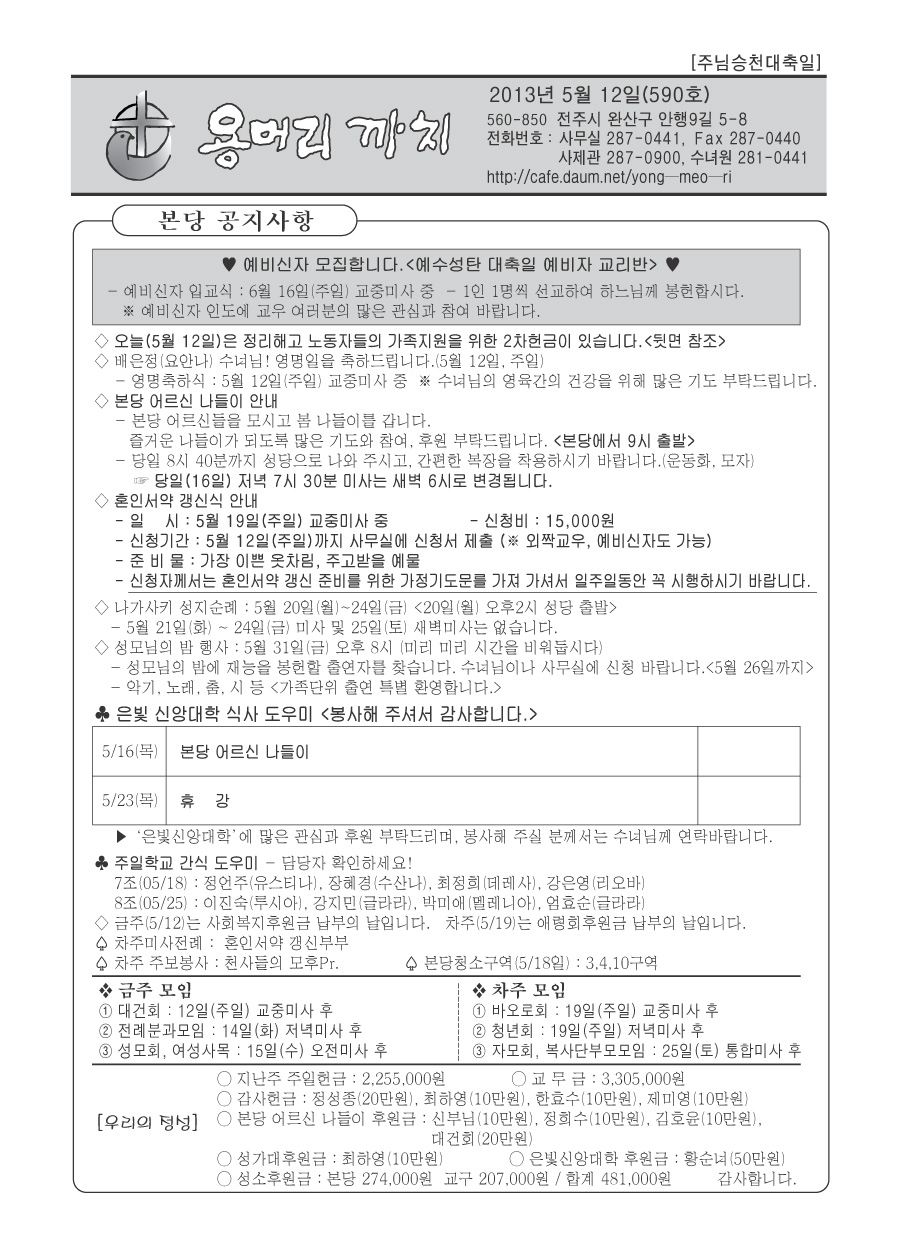 [주님승천대축일]
용머리 까치
2013년 5월 12일(590호)
560-850 전주시 완산구 안행9길 5-8
전화번호 : 사무실 287-0441, Fax 287-0440
사제관 287-0900, 수녀원 281-0441
http://cafe.daum.net/yong—meo—ri
본당 공지사항
♥ 예비신자 모집합니다.<예수성탄 대축일 예비자 교리반> ♥
- 예비신자 입교식 : 6월 16일(주일) 교중미사 중 - 1인 1명씩 선교하여 하느님께 봉헌합시다.
※ 예비신자 인도에 교우 여러분의 많은 관심과 참여 바랍니다.
◇ 오늘(5월 12일)은 정리해고 노동자들의 가족지원을 위한 2차헌금이 있습니다.<뒷면 참조>
◇ 배은정(요안나) 수녀님! 영명일을 축하드립니다.(5월 12일, 주일)
- 영명축하식 : 5월 12일(주일) 교중미사 중 ※ 수녀님의 영육간의 건강을 위해 많은 기도 부탁드립니다.
◇ 본당 어르신 나들이 안내
- 본당 어르신들을 모시고 봄 나들이를 갑니다.
즐거운 나들이가 되도록 많은 기도와 참여, 후원 부탁드립니다. <본당에서 9시 출발>
- 당일 8시 40분까지 성당으로 나와 주시고, 간편한 복장을 착용하시기 바랍니다.(운동화, 모자)
☞ 당일(16일) 저녁 7시 30분 미사는 새벽 6시로 변경됩니다.
◇ 혼인서약 갱신식 안내
- 일 시 : 5월 19일(주일) 교중미사 중 - 신청비 : 15,000원
- 신청기간 : 5월 12일(주일)까지 사무실에 신청서 제출 (※ 외짝교우, 예비신자도 가능)
- 준 비 물 : 가장 이쁜 옷차림, 주고받을 예물
- 신청자께서는 혼인서약 갱신 준비를 위한 가정기도문를 가져 가셔서 일주일동안 꼭 시행하시기 바랍니다.
◇ 나가사키 성지순례 : 5월 20일(월)~24일(금) <20일(월) 오후2시 성당 출발>
- 5월 21일(화) ~ 24일(금) 미사 및 25일(토) 새벽미사는 없습니다.
◇ 성모님의 밤 행사 : 5월 31일(금) 오후 8시 (미리 미리 시간을 비워둡시다)
- 성모님의 밤에 재능을 봉헌할 출연자를 찾습니다. 수녀님이나 사무실에 신청 바랍니다.<5월 26일까지>
- 악기, 노래, 춤, 시 등 <가족단위 출연 특별 환영합니다.>
♣ 은빛 신앙대학 식사 도우미 <봉사해 주셔서 감사합니다.>
5/16(목) 본당 어르신 나들이
5/23(목) 휴 강
▶ ‘은빛신앙대학’에 많은 관심과 후원 부탁드리며, 봉사해 주실 분께서는 수녀님께 연락바랍니다.
♣ 주일학교 간식 도우미 - 담당자 확인하세요!
7조(05/18) : 정언주(유스티나), 장혜경(수산나), 최정희(데레사), 강은영(리오바)
8조(05/25) : 이진숙(루시아), 강지민(글라라), 박미애(멜레니아), 엄효순(글라라)
◇ 금주(5/12)는 사회복지후원금 납부의 날입니다. 차주(5/19)는 애령회후원금 납부의 날입니다.
♤ 차주미사전례 : 혼인서약 갱신부부
♤ 차주 주보봉사 : 천사들의 모후Pr. ♤ 본당청소구역(5/18일) : 3,4,10구역
❖ 금주 모임
① 대건회 : 12일(주일) 교중미사 후
② 전례분과모임 : 14일(화) 저녁미사 후
③ 성모회, 여성사목 : 15일(수) 오전미사 후
❖ 차주 모임
① 바오로회 : 19일(주일) 교중미사 후
② 청년회 : 19일(주일) 저녁미사 후
③ 자모회, 복사단부모모임 : 25일(토) 통합미사 후
[우리의 정성]
○ 지난주 주일헌금 : 2,255,000원 ○ 교 무 금 : 3,305,000원
○ 감사헌금 : 정성종(20만원), 최하영(10만원), 한효수(10만원), 제미영(10만원)
○ 본당 어르신 나들이 후원금 : 신부님(10만원), 정희수(10만원), 김호윤(10만원),
대건회(20만원)
○ 성가대후원금 : 최하영(10만원) ○ 은빛신앙대학 후원금 : 황순녀(50만원)
○ 성소후원금 : 본당 274,000원 교구 207,000원 / 합계 481,000원 감사합니다.